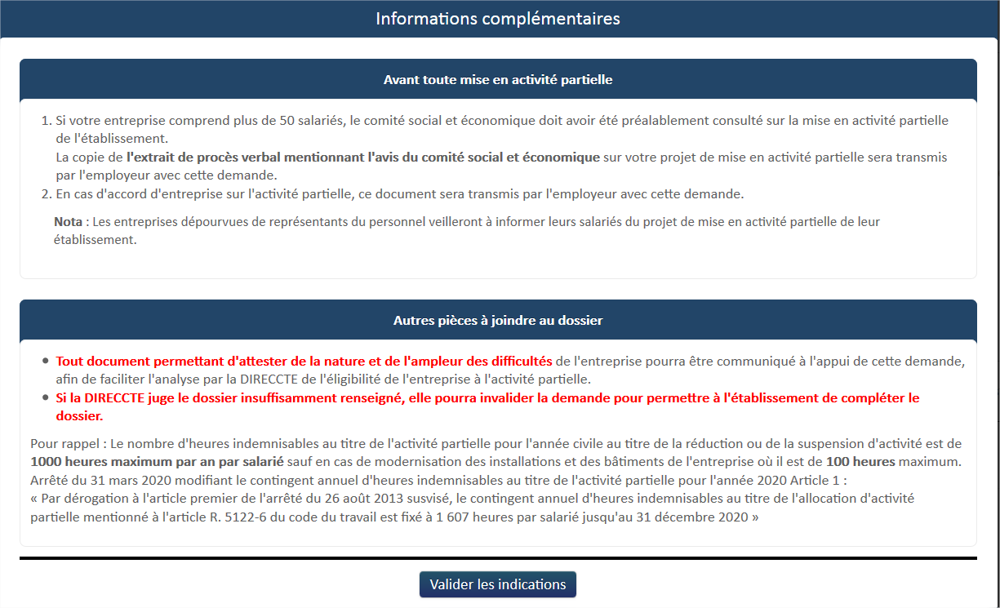 Informations complémentaires
Avant toute mise en activité partielle
1. Si votre entreprise comprend plus de 50 salariés, le comité social et économique doit avoir été préalablement consulté sur la mise en activité partielle
de l'établissement.
La copie de l'extrait de procès verbal mentionnant l'avis du comité social et économique sur votre projet de mise en activité partielle sera transmis
par l'employeur avec cette demande.
2. En cas d'accord d'entreprise sur l'activité partielle, ce document sera transmis par l'employeur avec cette demande.
Nota : Les entreprises dépourvues de représentants du personnel veilleront à informer leurs salariés du projet de mise en activité partielle de leur
établissement.
Autres pièces à joindre au dossier
• Tout document permettant d'attester de la nature et de l'ampleur des difficultés de l'entreprise pourra être communiqué à l'appui de cette demande,
afin de faciliter l'analyse par la DIRECCTE de l'éligibilité de l'entreprise à l'activité partielle.
• Si la DIRECCTE juge le dossier insuffisamment renseigné, elle pourra invalider la demande pour permettre à l'établissement de compléter le
dossier.
Pour rappel : Le nombre d'heures indemnisables au titre de l'activité partielle pour l'année civile au titre de la réduction ou de la suspension d'activité est de
1000 heures maximum par an par salarié sauf en cas de modernisation des installations et des bâtiments de l'entreprise où il est de 100 heures maximum.
Arrêté du 31 mars 2020 modifiant le contingent annuel d'heures indemnisables au titre de l'activité partielle pour l'année 2020 Article 1 :
« Par dérogation à l'article premier de l'arrêté du 26 août 2013 susvisé, le contingent annuel d'heures indemnisables au titre de l'allocation d'activité
partielle mentionné à l'article R. 5122-6 du code du travail est fixé à 1 607 heures par salarié jusqu'au 31 décembre 2020 »
Valider les indications